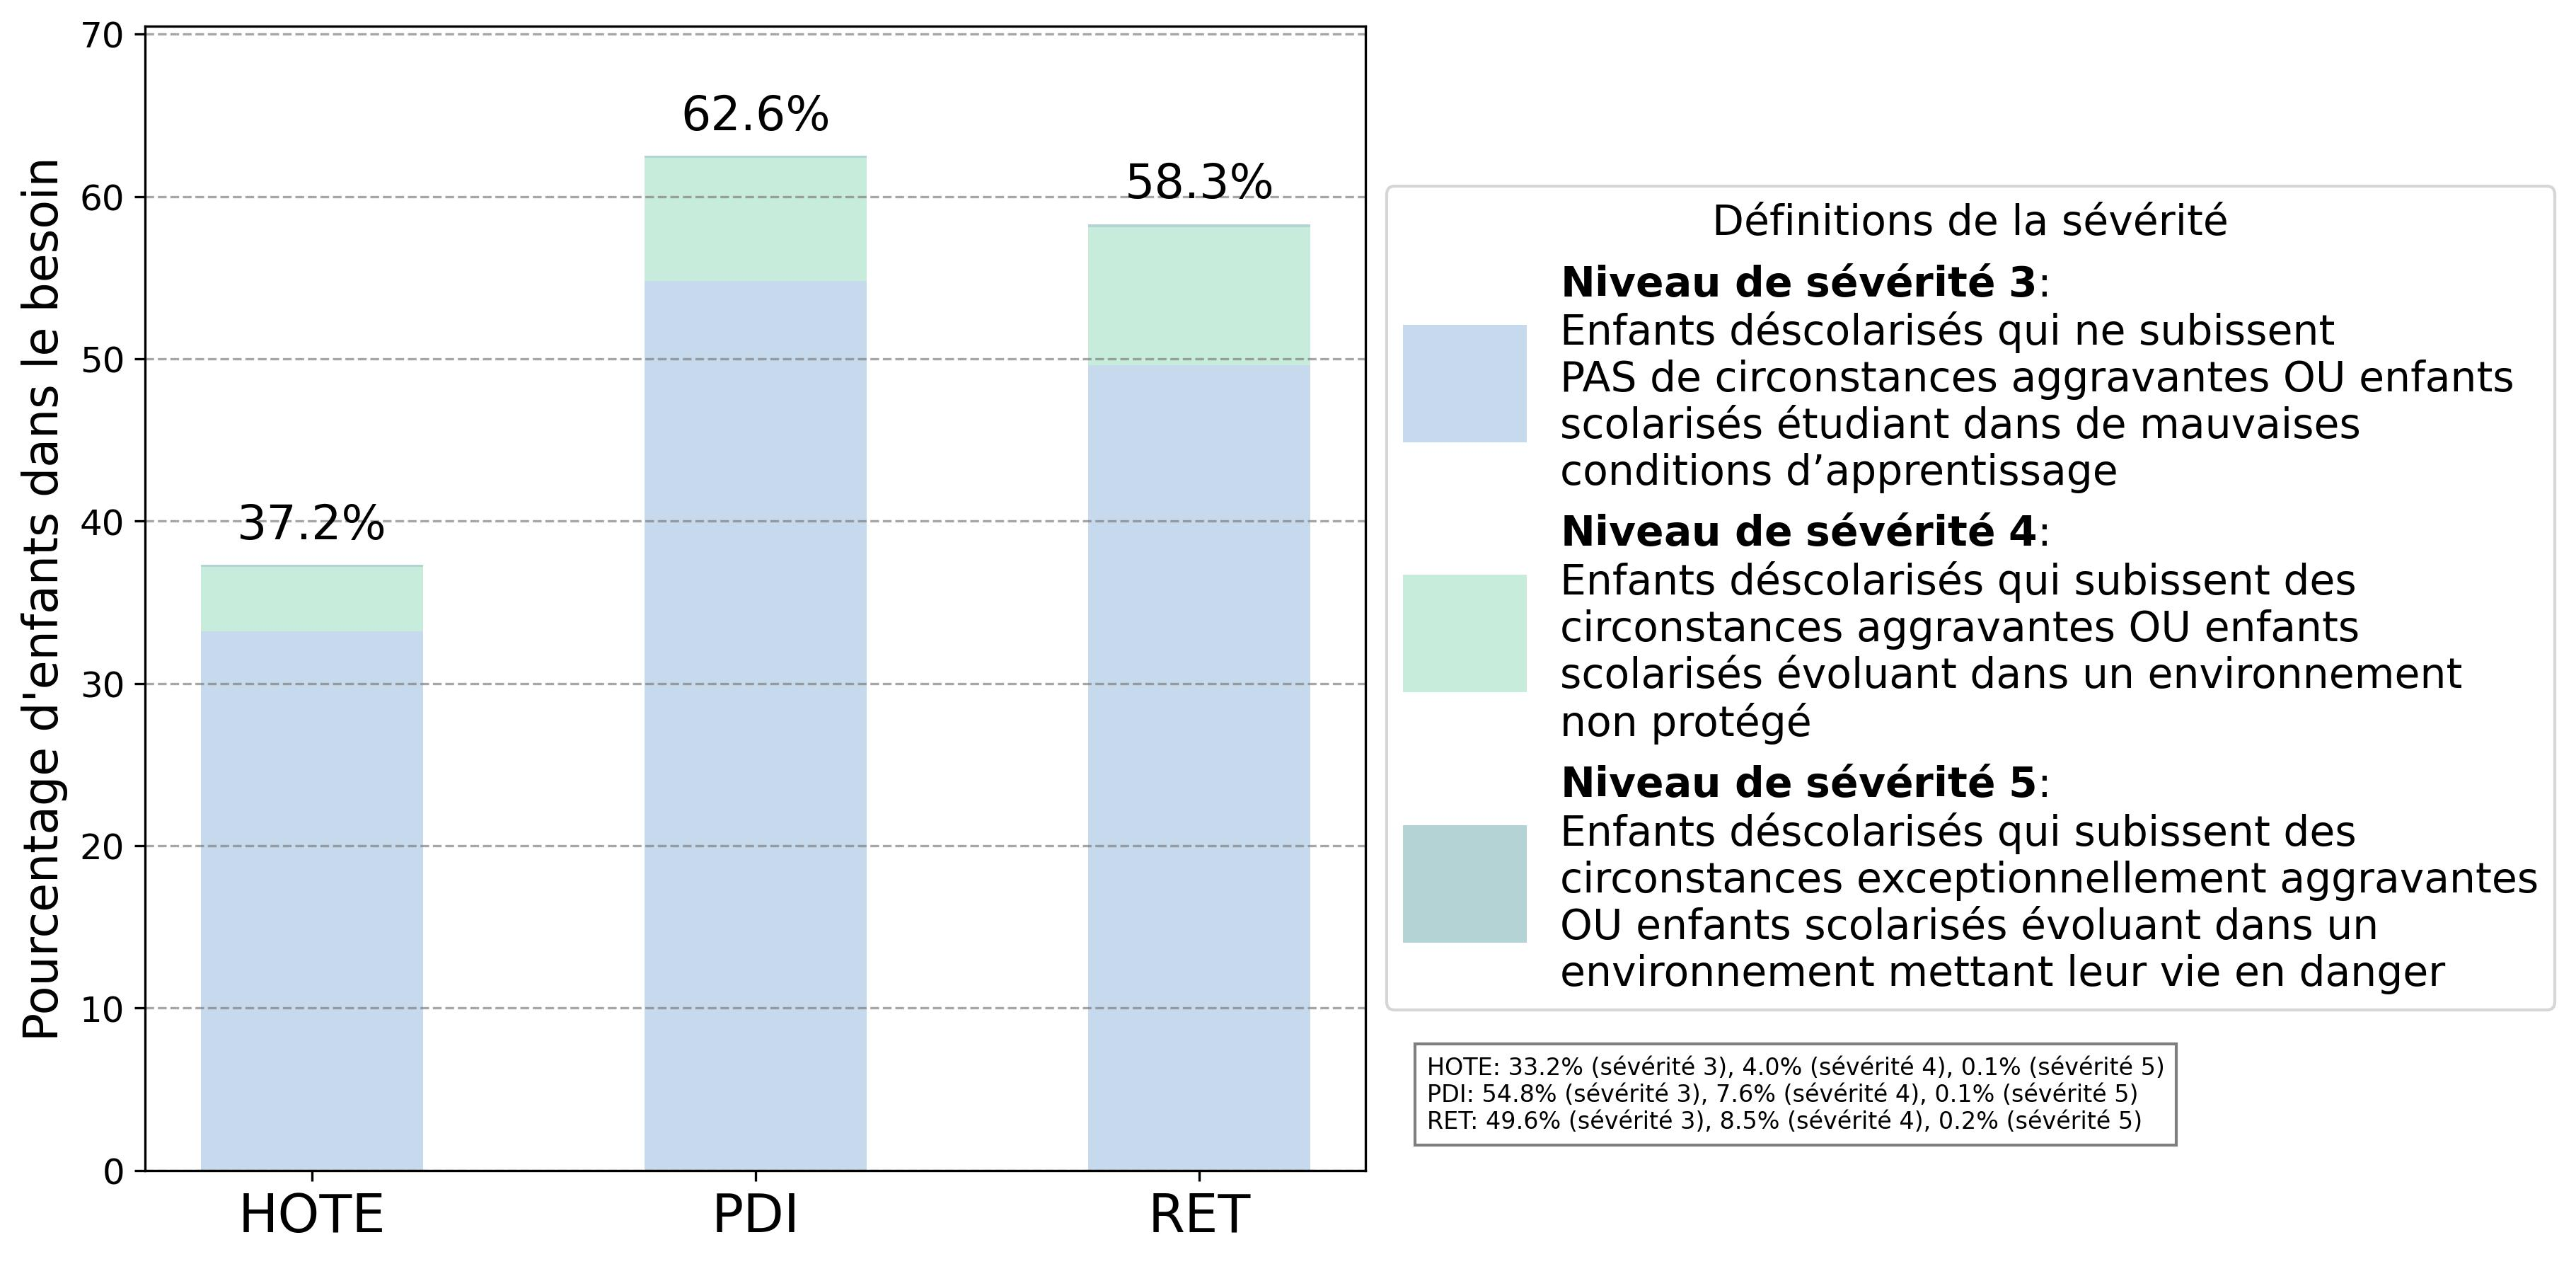 Pourcentage d'enfants dans le besoin
70
60
50
40
30
20
10
0
37.2%
62.6%
58.3%
HOTE
PDI
RET
Définitions de la sévérité
Niveau de sévérité 3:
Enfants déscolarisés qui ne subissent
PAS de circonstances aggravantes OU enfants
scolarisés étudiant dans de mauvaises
conditions d’apprentissage
Niveau de sévérité 4:
Enfants déscolarisés qui subissent des
circonstances aggravantes OU enfants
scolarisés évoluant dans un environnement
non protégé
Niveau de sévérité 5:
Enfants déscolarisés qui subissent des
circonstances exceptionnellement aggravantes
OU enfants scolarisés évoluant dans un
environnement mettant leur vie en danger
HOTE: 33.2% (sévérité 3), 4.0% (sévérité 4), 0.1% (sévérité 5)
PDI: 54.8% (sévérité 3), 7.6% (sévérité 4), 0.1% (sévérité 5)
RET: 49.6% (sévérité 3), 8.5% (sévérité 4), 0.2% (sévérité 5)